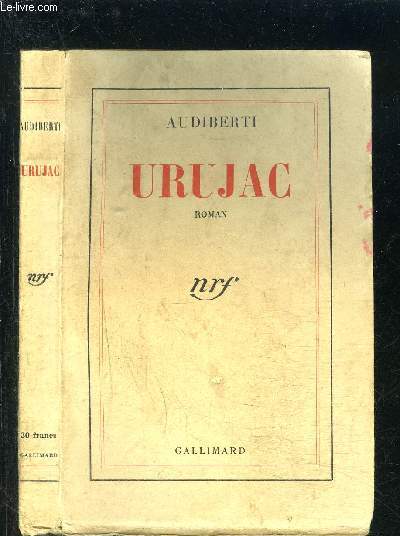 © Le-livre.com
AUDIBERTI
URUJAC
nrf
30 francs
GALLIMARD
AUDIBERTI
URUJAC
ROMAN
nrf
GALLIMARD